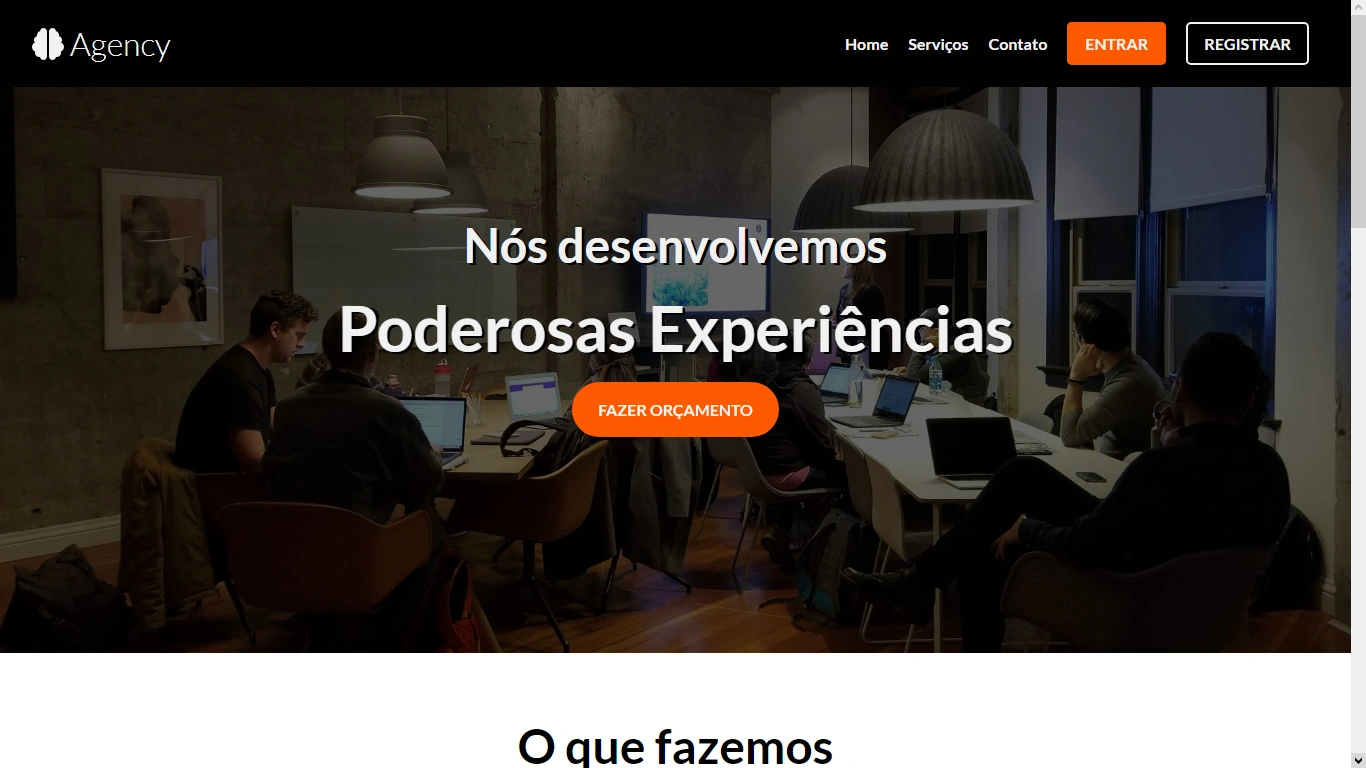 Agency
Home Serviços Contato ENTRAR REGISTRAR
Nós desenvolvemos
Poderosas Experiências
FAZER ORÇAMENTO
O que fazemos